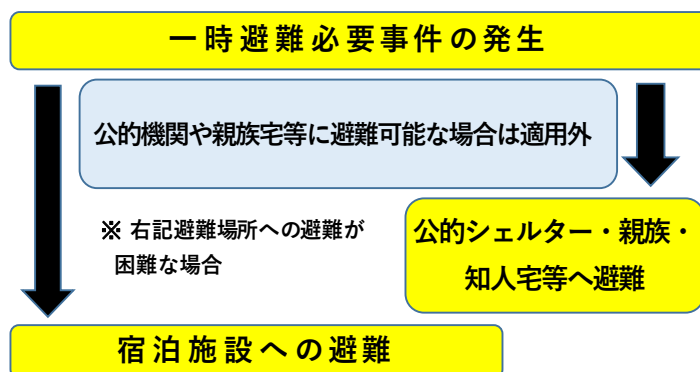 一時避難必要事件の発生
公的機関や親族宅等に避難可能な場合は適用外
※ 右記避難場所への避難が
困難な場合
公的シェルター・親族・
知人宅等へ避難
宿泊施設への避難